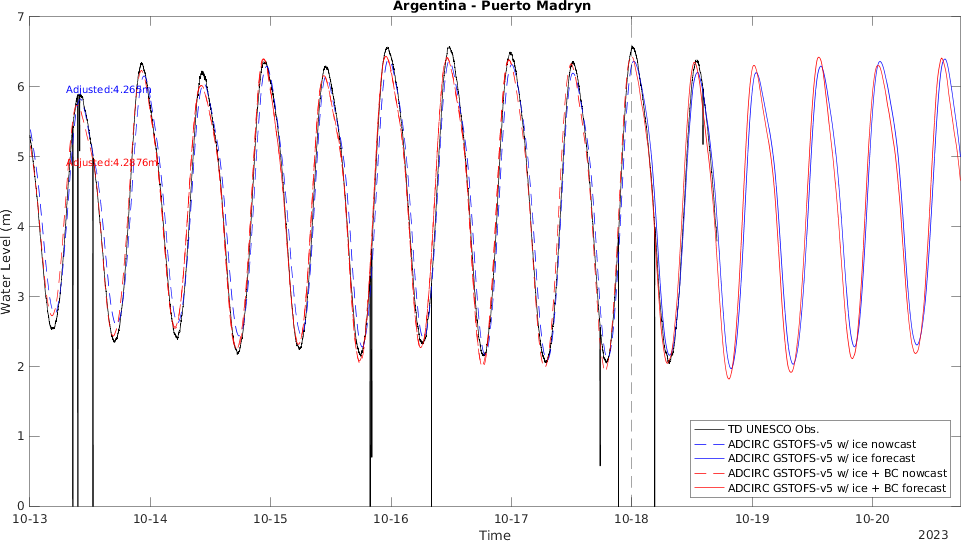 Argentina - Puerto Madryn
7
6
5
4
3
2
1
0
Water Level (m)
Adjusted:4.265m
Adjusted:4.2876m
TD UNESCO Obs.
ADCIRC GSTOFS-v5 w/ ice nowcast
ADCIRC GSTOFS-v5 w/ ice forecast
ADCIRC GSTOFS-v5 w/ ice + BC nowcast
ADCIRC GSTOFS-v5 w/ ice + BC forecast
10-13 10-14 10-15 10-16 10-17 10-18 10-19 10-20
Time
2023